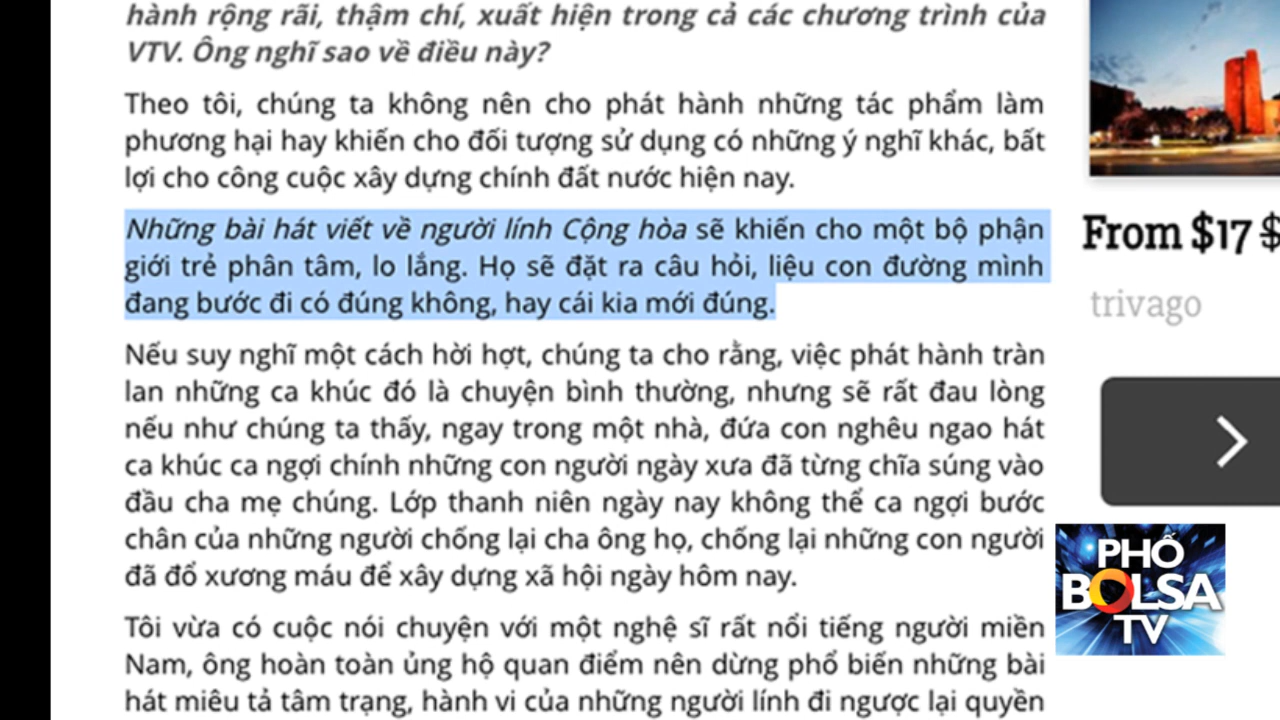 hành rộng rãi, thậm chí, xuất hiện trong cả các chương trình của
VTV. Ông nghĩ sao về điều này?
Theo tôi, chúng ta không nên cho phát hành những tác phẩm làm
phương hại hay khiến cho đối tượng sử dụng có những ý nghĩ khác, bất
lợi cho công cuộc xây dựng chính đất nước hiện nay.
Những bài hát viết về người lính Cộng hòa sẽ khiến cho một bộ phận
giới trẻ phân tâm, lo lắng. Họ sẽ đặt ra câu hỏi, liệu con đường mình
đang bước đi có đúng không, hay cái kia mới đúng.
Nếu suy nghĩ một cách hời hợt, chúng ta cho rằng, việc phát hành tràn
lan những ca khúc đó là chuyện bình thường, nhưng sẽ rất đau lòng
nếu như chúng ta thấy, ngay trong một nhà, đứa con nghêu ngao hát
ca khúc ca ngợi chính những con người ngày xưa đã từng chĩa súng vào
đầu cha mẹ chúng. Lớp thanh niên ngày nay không thể ca ngợi bước
chân của những người chống lại cha ông họ, chống lại những con người
đã đổ xương máu để xây dựng xã hội ngày hôm nay.
Tôi vừa có cuộc nói chuyện với một nghệ sĩ rất nổi tiếng người miền
Nam, ông hoàn toàn ủng hộ quan điểm nên dừng phổ biến những bài
hát miêu tả tâm trạng, hành vi của những người lính đi ngược lại quyền
From $17 $
trivago
PHỐ
BOLSA
TV